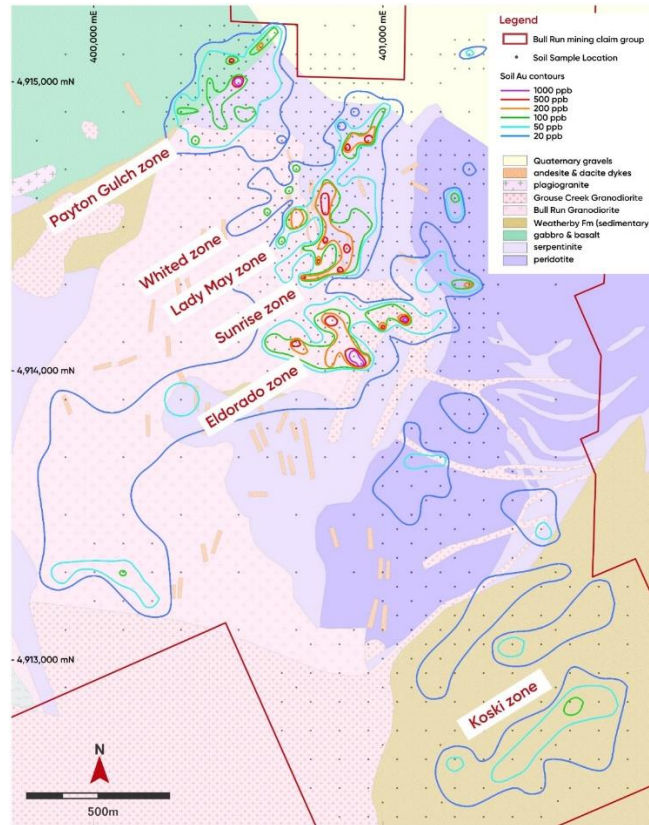 400,000 mE
401,000 mE
4,915,000 mN
4,914,000 mN
4,913,000 mN
Legend
Bull Run mining claim group
Soil Sample Location
Soil Au contours
1000 ppb
500 ppb
200 ppb
100 ppb
50 ppb
20 ppb
Quaternary gravels
andesite & dacite dykes
plagiogranite
Grouse Creek Granodiorite
Bull Run Granodiorite
Weatherby Fm (sedimentary)
gabbro & basalt
serpentinite
peridotite
Payton Gulch zone
Whited zone
Lady May zone
Sunrise zone
Eldorado zone
Koski zone
N
500m